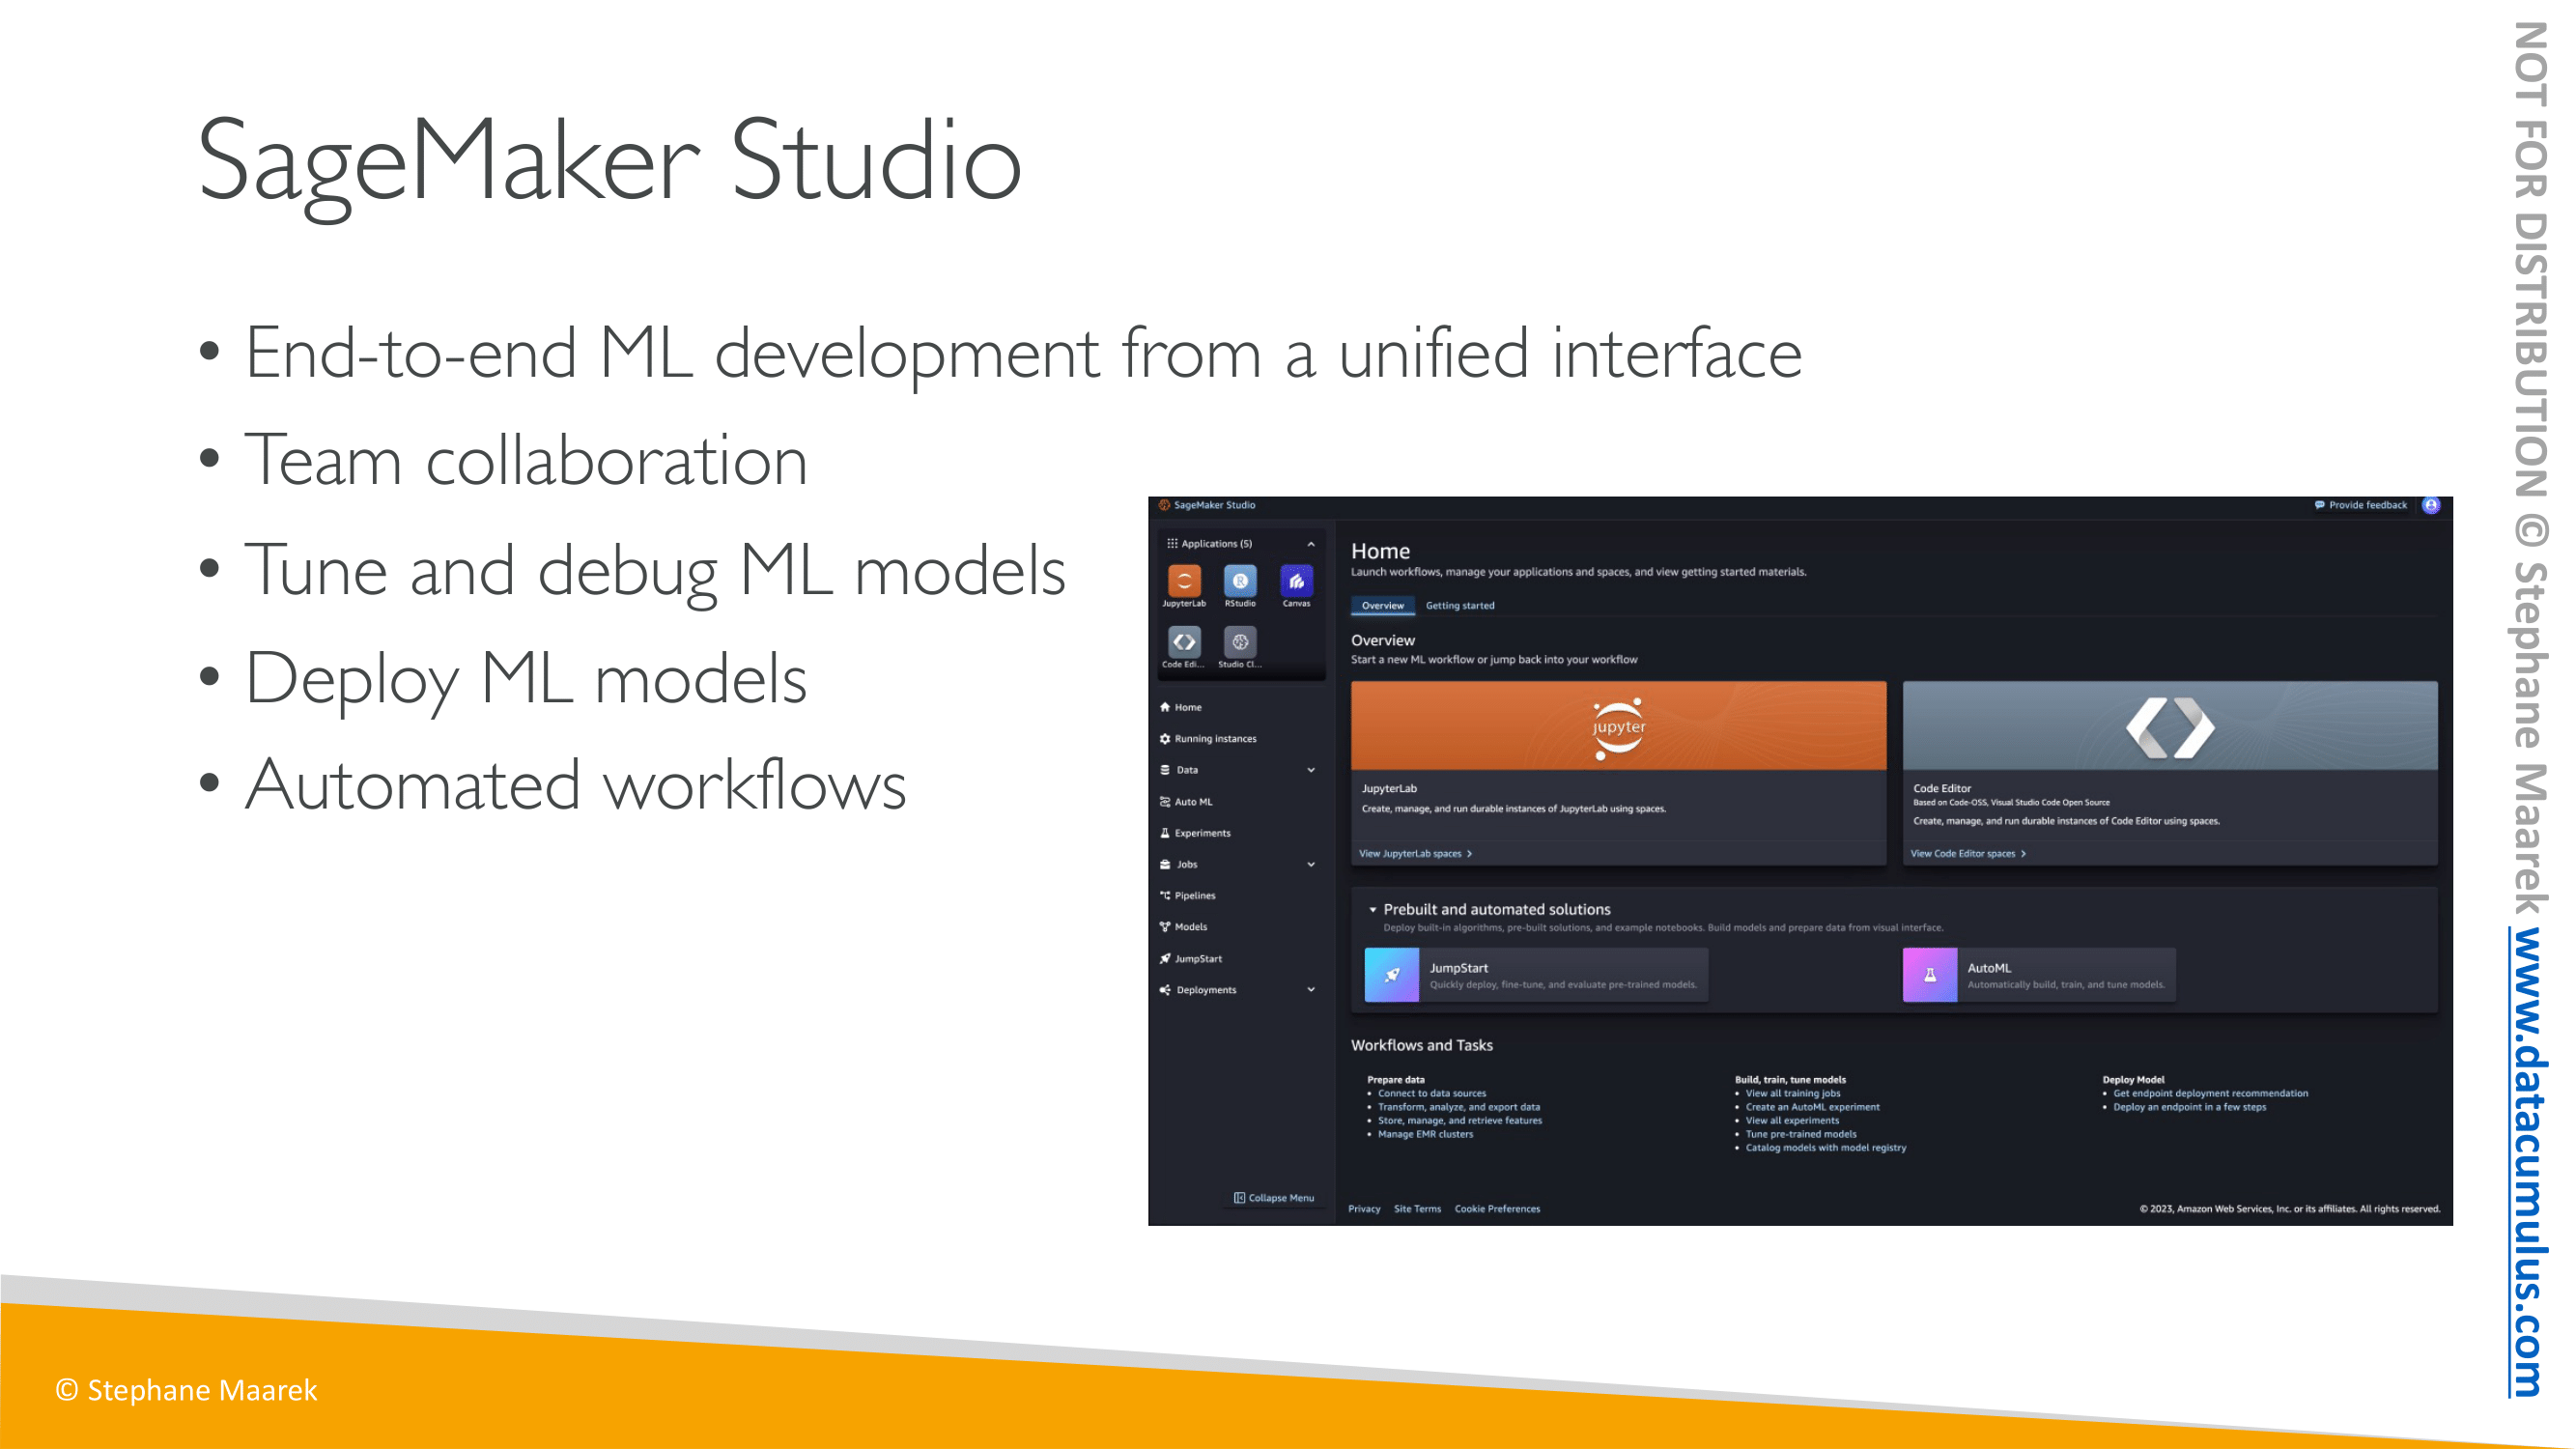 SageMaker Studio
• End-to-end ML development from a unified interface
• Team collaboration
• Tune and debug ML models
• Deploy ML models
• Automated workflows
SageMaker Studio
Provide feedback
Applications (5)
JupyterLab
RStudio
Canvas
Code Edi...
Studio Cl...
Home
Running instances
Data
Auto ML
Experiments
Jobs
Pipelines
Models
JumpStart
Deployments
Collapse Menu
Home
Launch workflows, manage your applications and spaces, and view getting started materials.
Overview
Getting started
Overview
Start a new ML workflow or jump back into your workflow
jupyter
JupyterLab
Create, manage, and run durable instances of JupyterLab using spaces.
View JupyterLab spaces
Code Editor
Based on Code-OSS, Visual Studio Code Open Source
Create, manage, and run durable instances of Code Editor using spaces.
View Code Editor spaces
Prebuilt and automated solutions
Deploy built-in algorithms, pre-built solutions, and example notebooks. Build models and prepare data from visual interface.
JumpStart
Quickly deploy, fine-tune, and evaluate pre-trained models.
AutoML
Automatically build, train, and tune models.
Workflows and Tasks
Prepare data
• Connect to data sources
• Transform, analyze, and export data
• Store, manage, and retrieve features
• Manage EMR clusters
Build, train, tune models
• View all training jobs
• Create an AutoML experiment
• View all experiments
• Tune pre-trained models
• Catalog models with model registry
Deploy Model
• Get endpoint deployment recommendation
• Deploy an endpoint in a few steps
Privacy
Site Terms
Cookie Preferences
© 2023, Amazon Web Services, Inc. or its affiliates. All rights reserved.
© Stephane Maarek
NOT FOR DISTRIBUTION © Stephane Maarek www.datacumulus.com